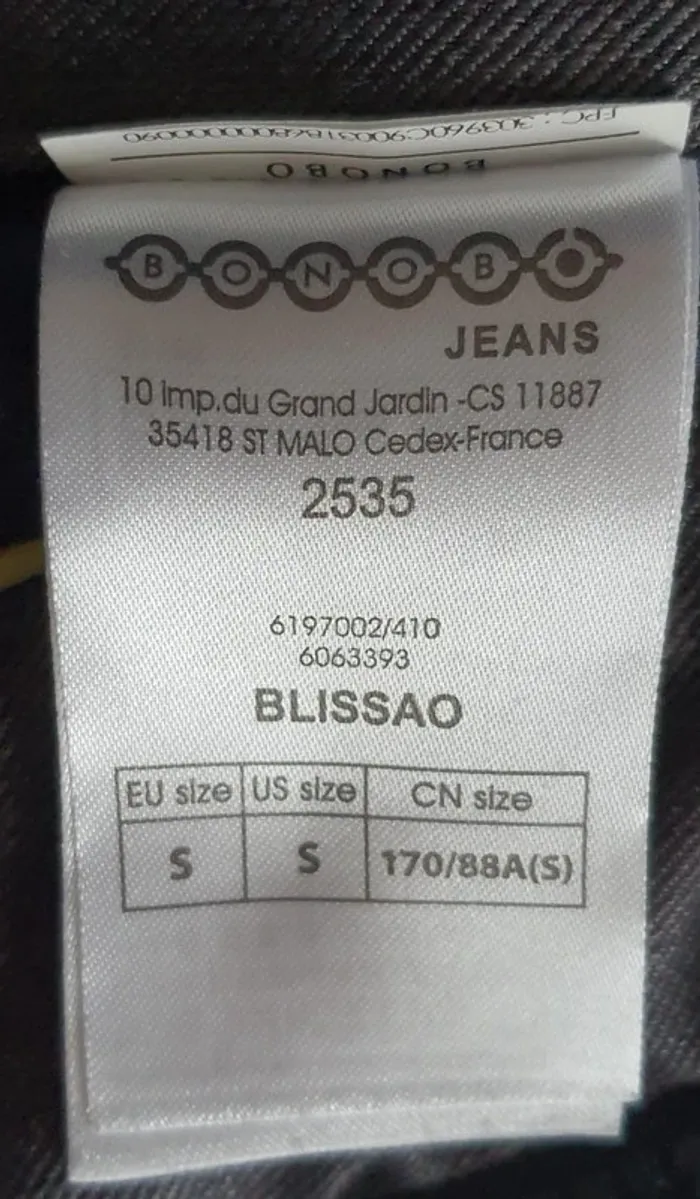 BONOBO
BONOBO
JEANS
10 Imp.du Grand Jardin -CS 11887
35418 ST MALO Cedex-France
2535
6197002/410
6063393
BLISSAO
EU size US size CN size
S S 170/88A(S)